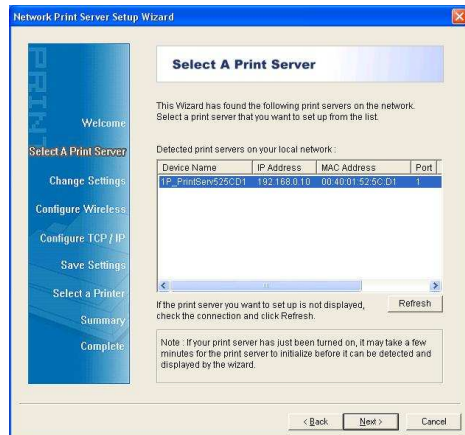 Network Print Server Setup Wizard
PRINT
Welcome
Select A Print Server
Change Settings
Configure Wireless
Configure TCP / IP
Save Settings
Select a Printer
Summary
Complete
Select A Print Server
This Wizard has found the following print servers on the network.
Select a print server that you want to set up from the list.
Detected print servers on your local network :
Device Name IP Address MAC Address Port
1P_PrintServ525CD1 192.168.0.10 00:40:01:52:5C:D1 1
If the print server you want to set up is not displayed,
check the connection and click Refresh.
Refresh
Note : If your print server has just been turned on, it may take a few
minutes for the print server to initialize before it can be detected and
displayed by the wizard.
< Back Next > Cancel